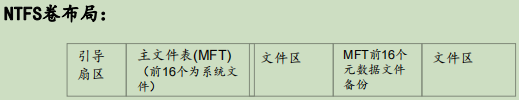 NTFS卷布局：
引导
扇区
主文件表(MFT)
（前16个为系统文
件）
文件区
MFT前16个
元数据文件
备份
文件区